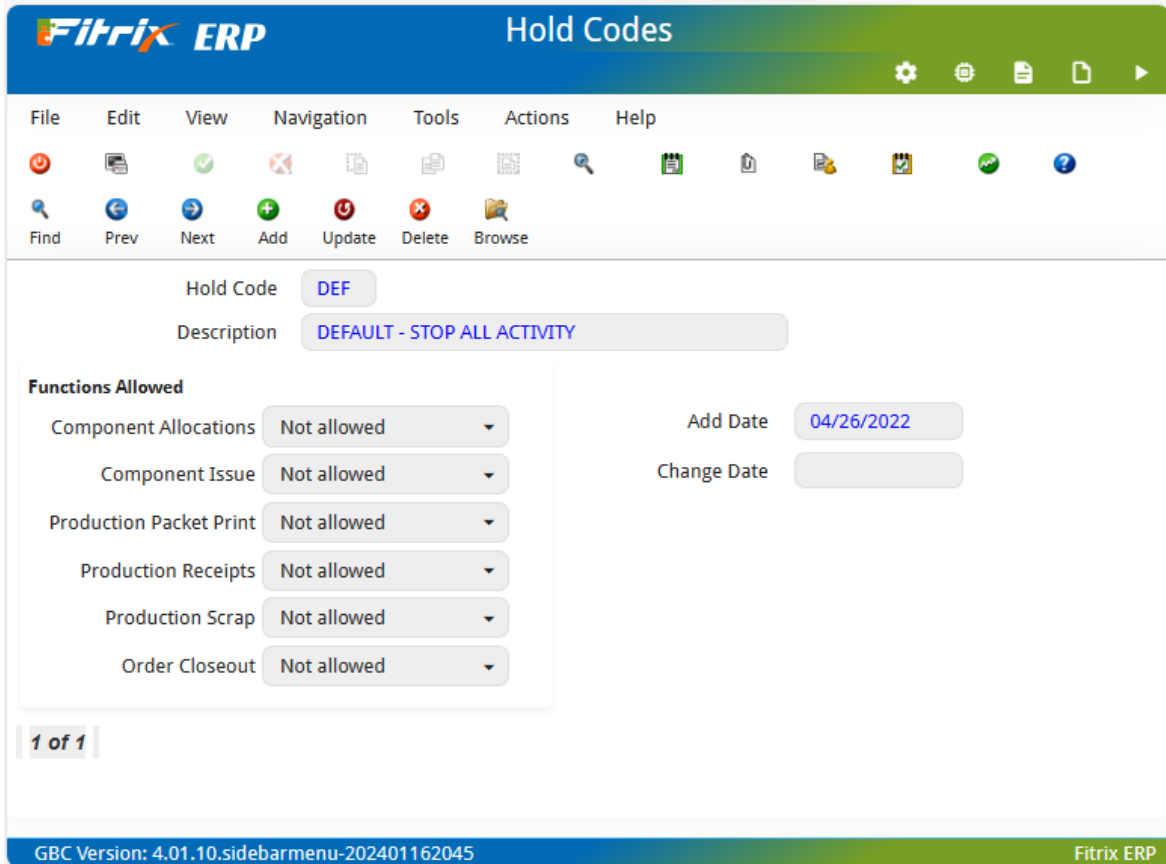 Fitrix ERP
Hold Codes
File Edit View Navigation Tools Actions Help
Find Prev Next Add Update Delete Browse
Hold Code DEF
Description DEFAULT - STOP ALL ACTIVITY
Functions Allowed
Component Allocations Not allowed
Add Date 04/26/2022
Component Issue Not allowed
Change Date
Production Packet Print Not allowed
Production Receipts Not allowed
Production Scrap Not allowed
Order Closeout Not allowed
1 of 1
GBC Version: 4.01.10.sidebarmenu-202401162045 Fitrix ERP